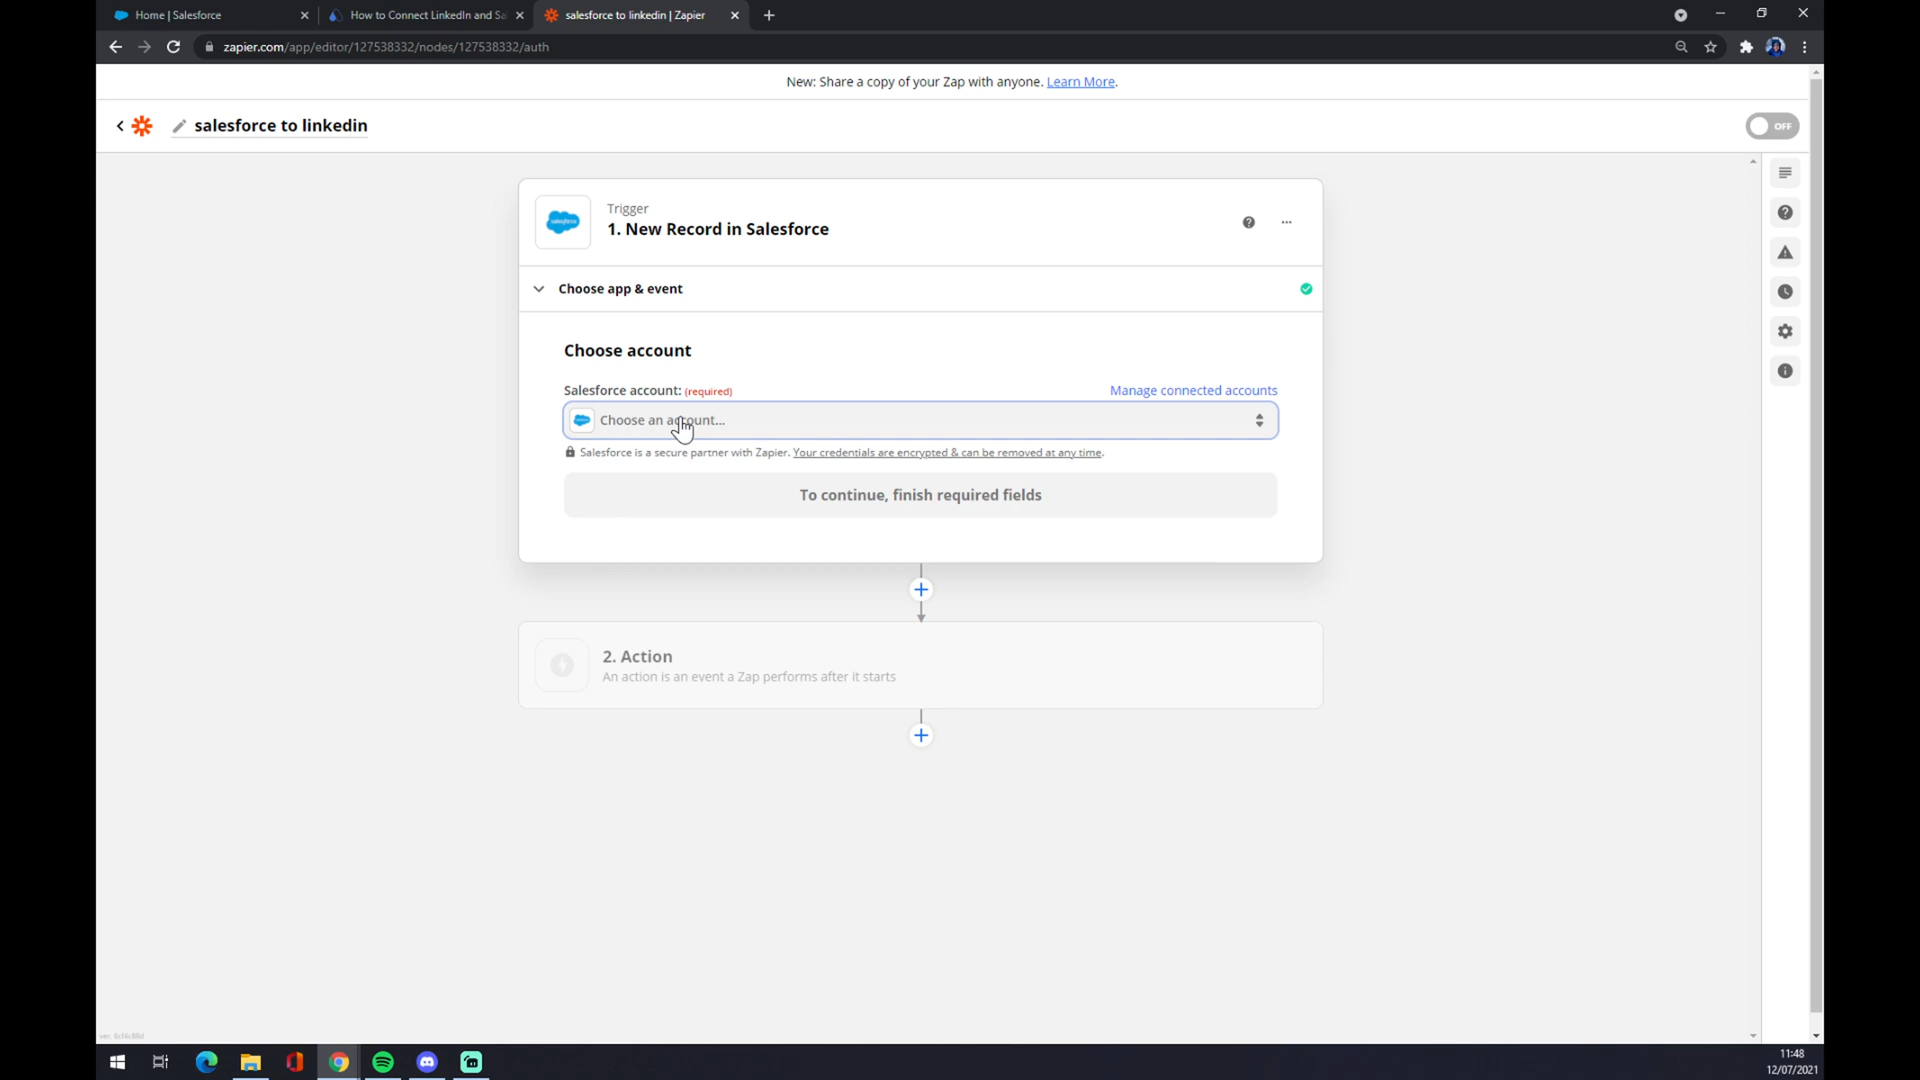 Home | Salesforce
How to Connect LinkedIn and Sa
salesforce to linkedin | Zapier
zapier.com/app/editor/127538332/nodes/127538332/auth
New: Share a copy of your Zap with anyone. Learn More.
salesforce to linkedin
OFF
Trigger
1. New Record in Salesforce
Choose app & event
Choose account
Salesforce account: (required)
Manage connected accounts
Choose an account...
Salesforce is a secure partner with Zapier. Your credentials are encrypted & can be removed at any time.
To continue, finish required fields
2. Action
An action is an event a Zap performs after it starts
11:48
12/07/2021